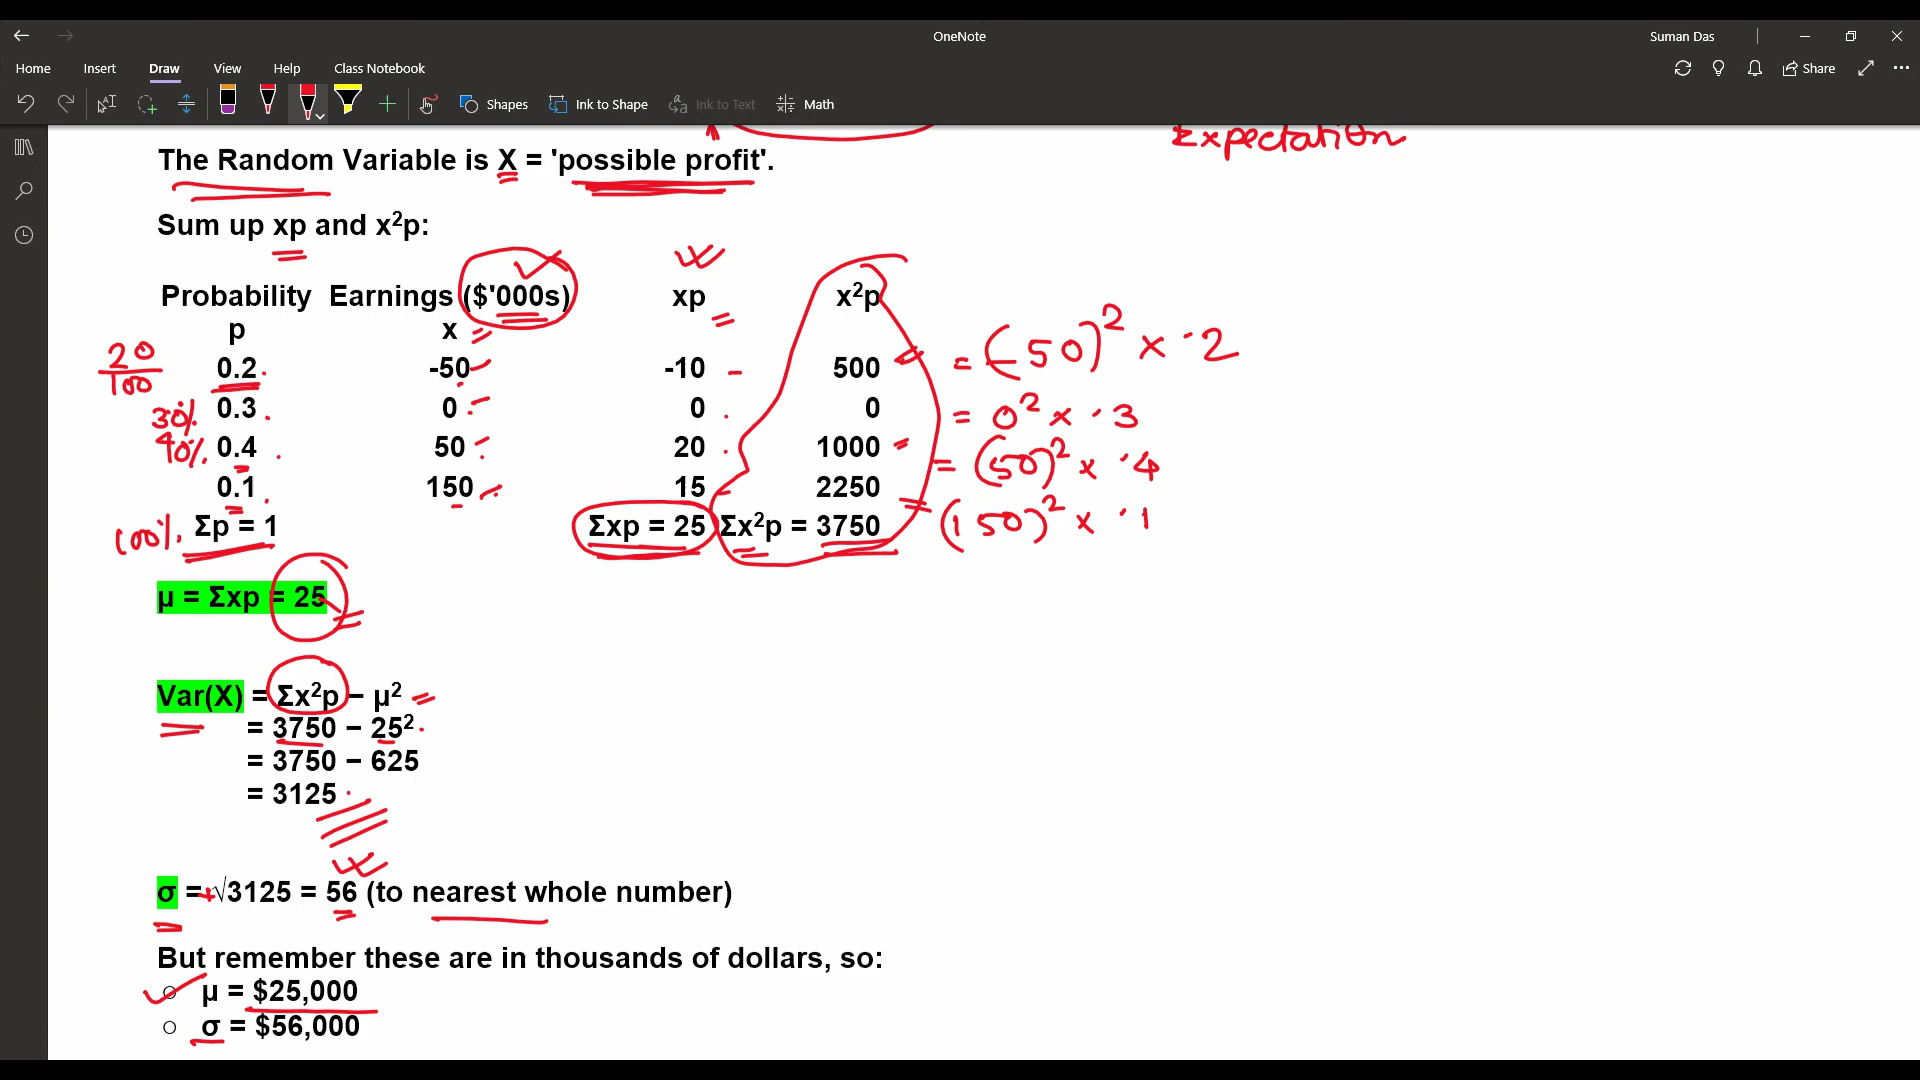 OneNote
Suman Das
Home Insert Draw View Help Class Notebook
Share
Shapes Ink to Shape Ink to Text Math
Expectation
The Random Variable is X = 'possible profit'.
Sum up xp and x²p:
Probability Earnings ($'000s) xp x²p
p x
20/100 0.2 -50 -10 500 = (-50)² x .2
30% 0.3 0 0 0 = 0² x .3
40% 0.4 50 20 1000 = (50)² x .4
0.1 150 15 2250 = (150)² x .1
100% Σp = 1 Σxp = 25 Σx²p = 3750
μ = Σxp = 25
Var(X) = Σx²p − μ²
= 3750 − 25²
= 3750 − 625
= 3125
σ = +√3125 = 56 (to nearest whole number)
But remember these are in thousands of dollars, so:
○ μ = $25,000
○ σ = $56,000